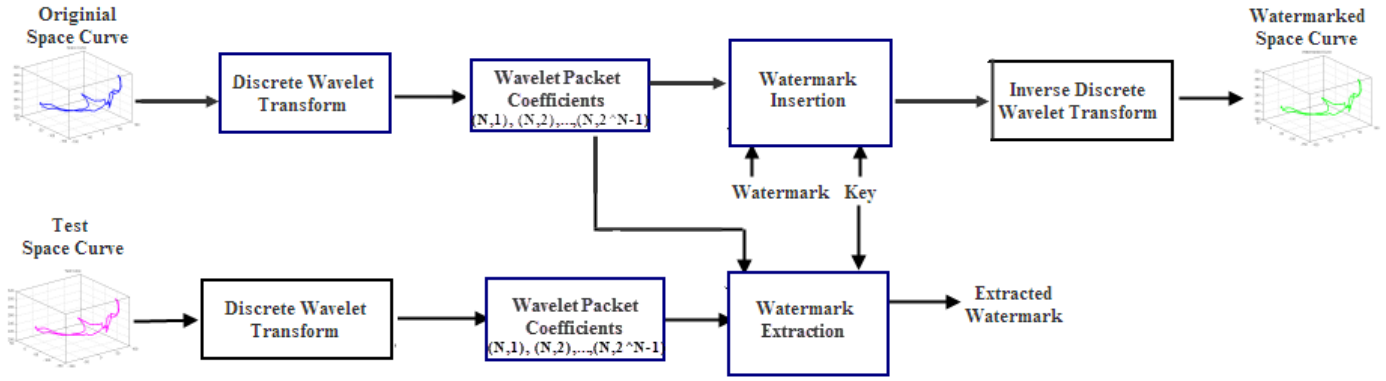 Originial
Space Curve
Discrete Wavelet
Transform
Wavelet Packet
Coefficients
(N,1), (N,2),...,(N,2^N-1)
Watermark
Insertion
Inverse Discrete
Wavelet Transform
Watermarked
Space Curve
Watermark
Key
Test
Space Curve
Discrete Wavelet
Transform
Wavelet Packet
Coefficients
(N,1), (N,2),...,(N,2^N-1)
Watermark
Extraction
Extracted
Watermark